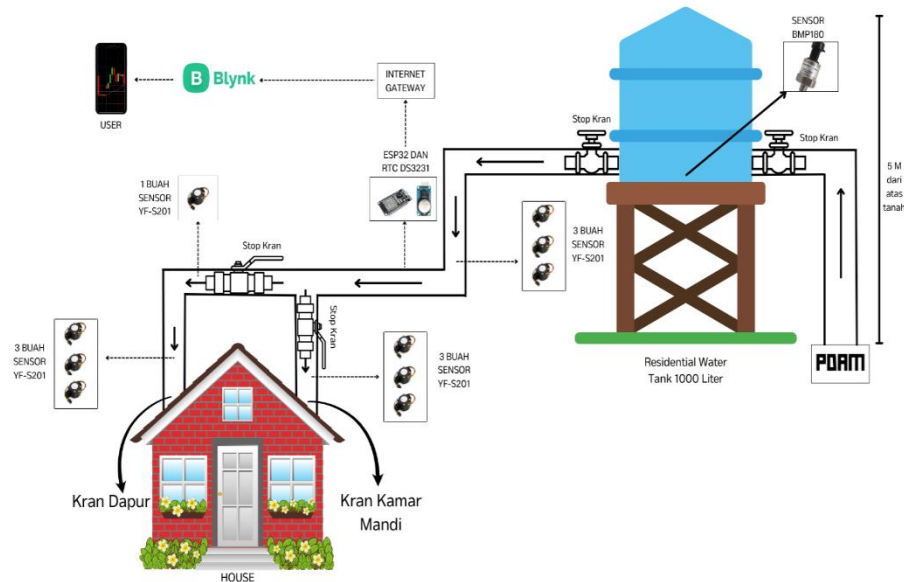 SENSOR
BMP180
B Blynk
INTERNET
GATEWAY
USER
Stop Kran
Stop Kran
ESP32 DAN
RTC DS3231
5 M
dari
atas
tanah
1 BUAH
SENSOR
YF-S201
3 BUAH
SENSOR
YF-S201
Stop Kran
Stop Kran
3 BUAH
SENSOR
YF-S201
3 BUAH
SENSOR
YF-S201
Residential Water
Tank 1000 Liter
PDAM
Kran Dapur
Kran Kamar
Mandi
HOUSE